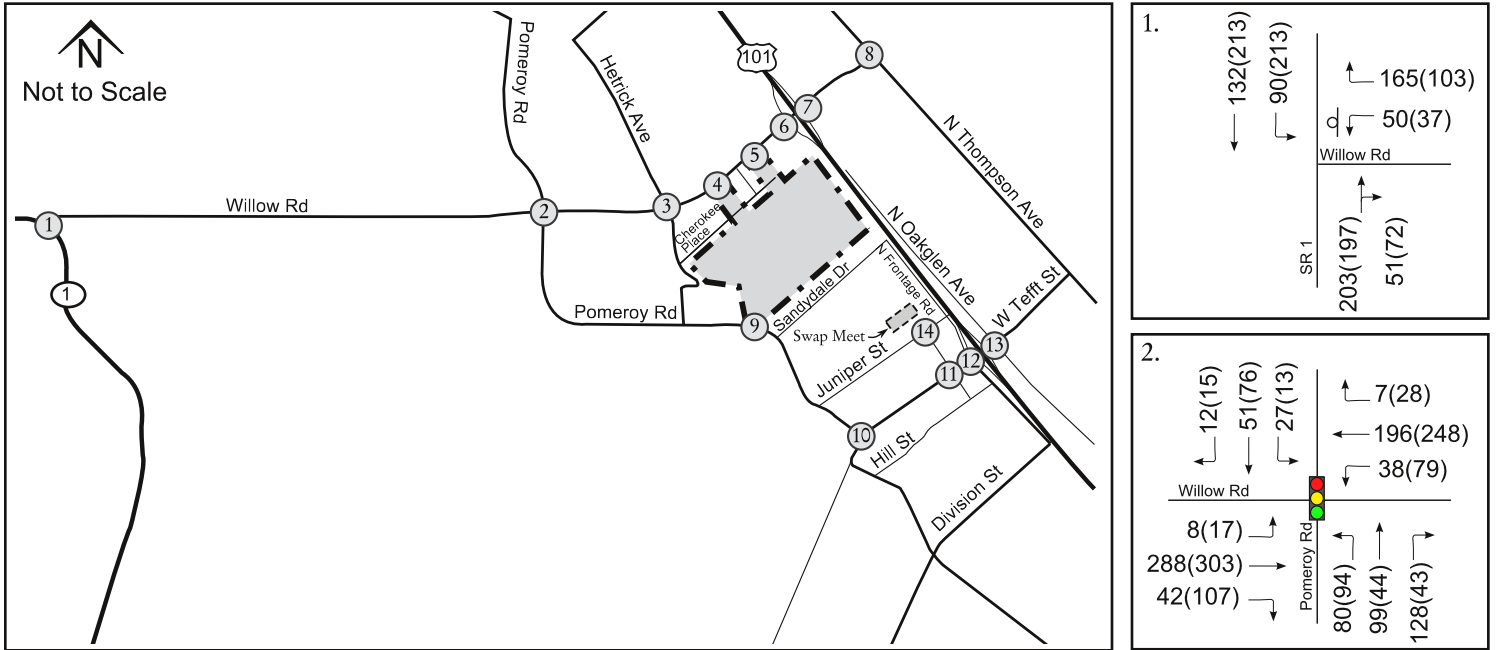 N
Not to Scale
Pomeroy Rd
Hetrick Ave
101
8
7
6
5
4
3
2
1
Willow Rd
N Thompson Ave
Cherokee
Place
N Oakglen Ave
N Frontage Rd
W Tefft St
1
Pomeroy Rd
9
Sandydale Dr
Swap Meet
14
13
12
11
Juniper St
10
Hill St
Division St
1.
132(213)
90(213)
165(103)
50(37)
Willow Rd
SR 1
203(197)
51(72)
2.
12(15)
51(76)
27(13)
7(28)
196(248)
38(79)
Willow Rd
8(17)
288(303)
42(107)
Pomeroy Rd
80(94)
99(44)
128(43)